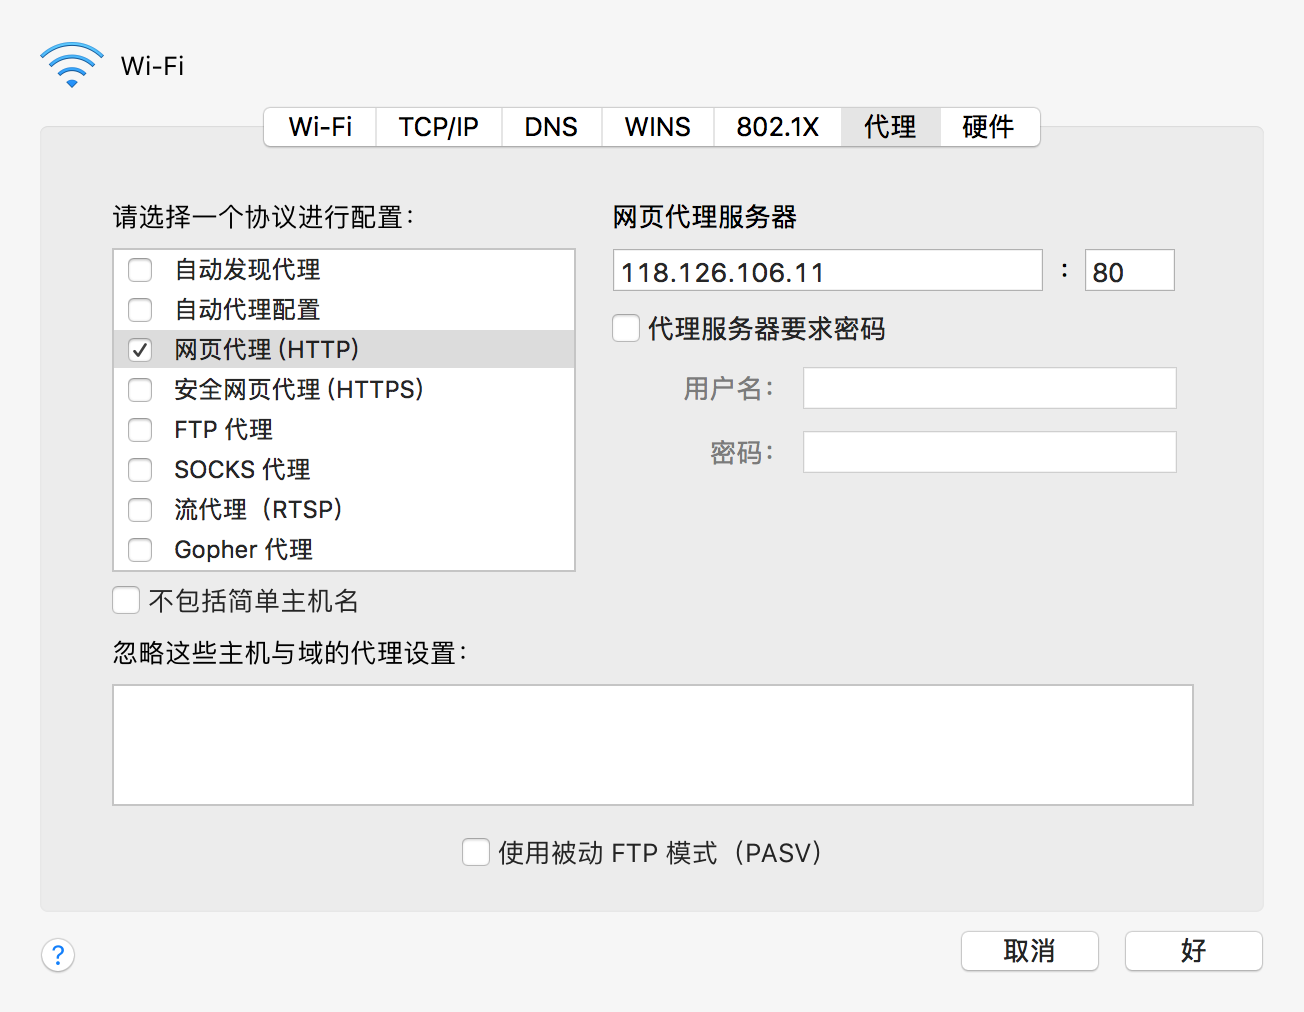 Wi-Fi
Wi-Fi TCP/IP DNS WINS 802.1X 代理 硬件
请选择一个协议进行配置：
自动发现代理
自动代理配置
网页代理 (HTTP)
安全网页代理 (HTTPS)
FTP 代理
SOCKS 代理
流代理（RTSP）
Gopher 代理
不包括简单主机名
网页代理服务器
118.126.106.11 : 80
代理服务器要求密码
用户名：
密码：
忽略这些主机与域的代理设置：
使用被动 FTP 模式（PASV）
? 取消 好